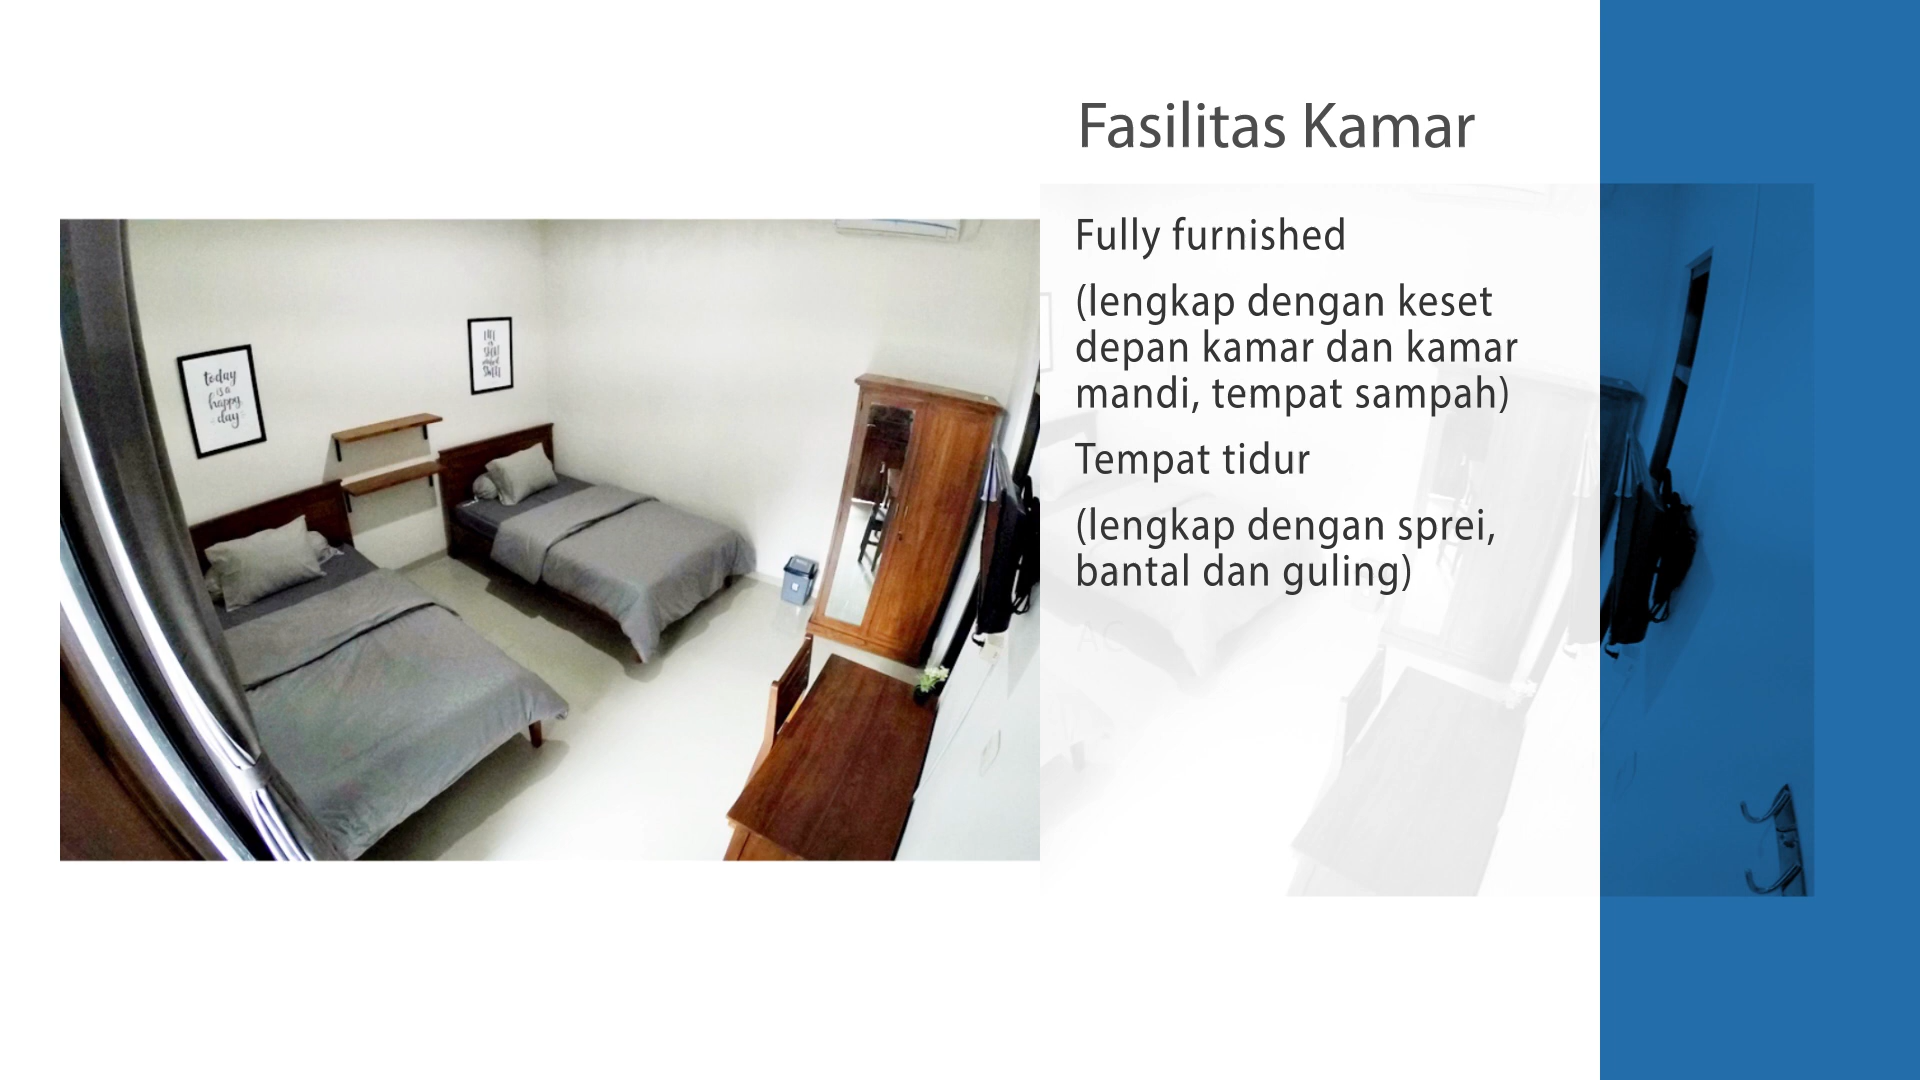 Fasilitas Kamar
Fully furnished
(lengkap dengan keset
depan kamar dan kamar
mandi, tempat sampah)
Tempat tidur
(lengkap dengan sprei,
bantal dan guling)
AC
today
is a
happy
day